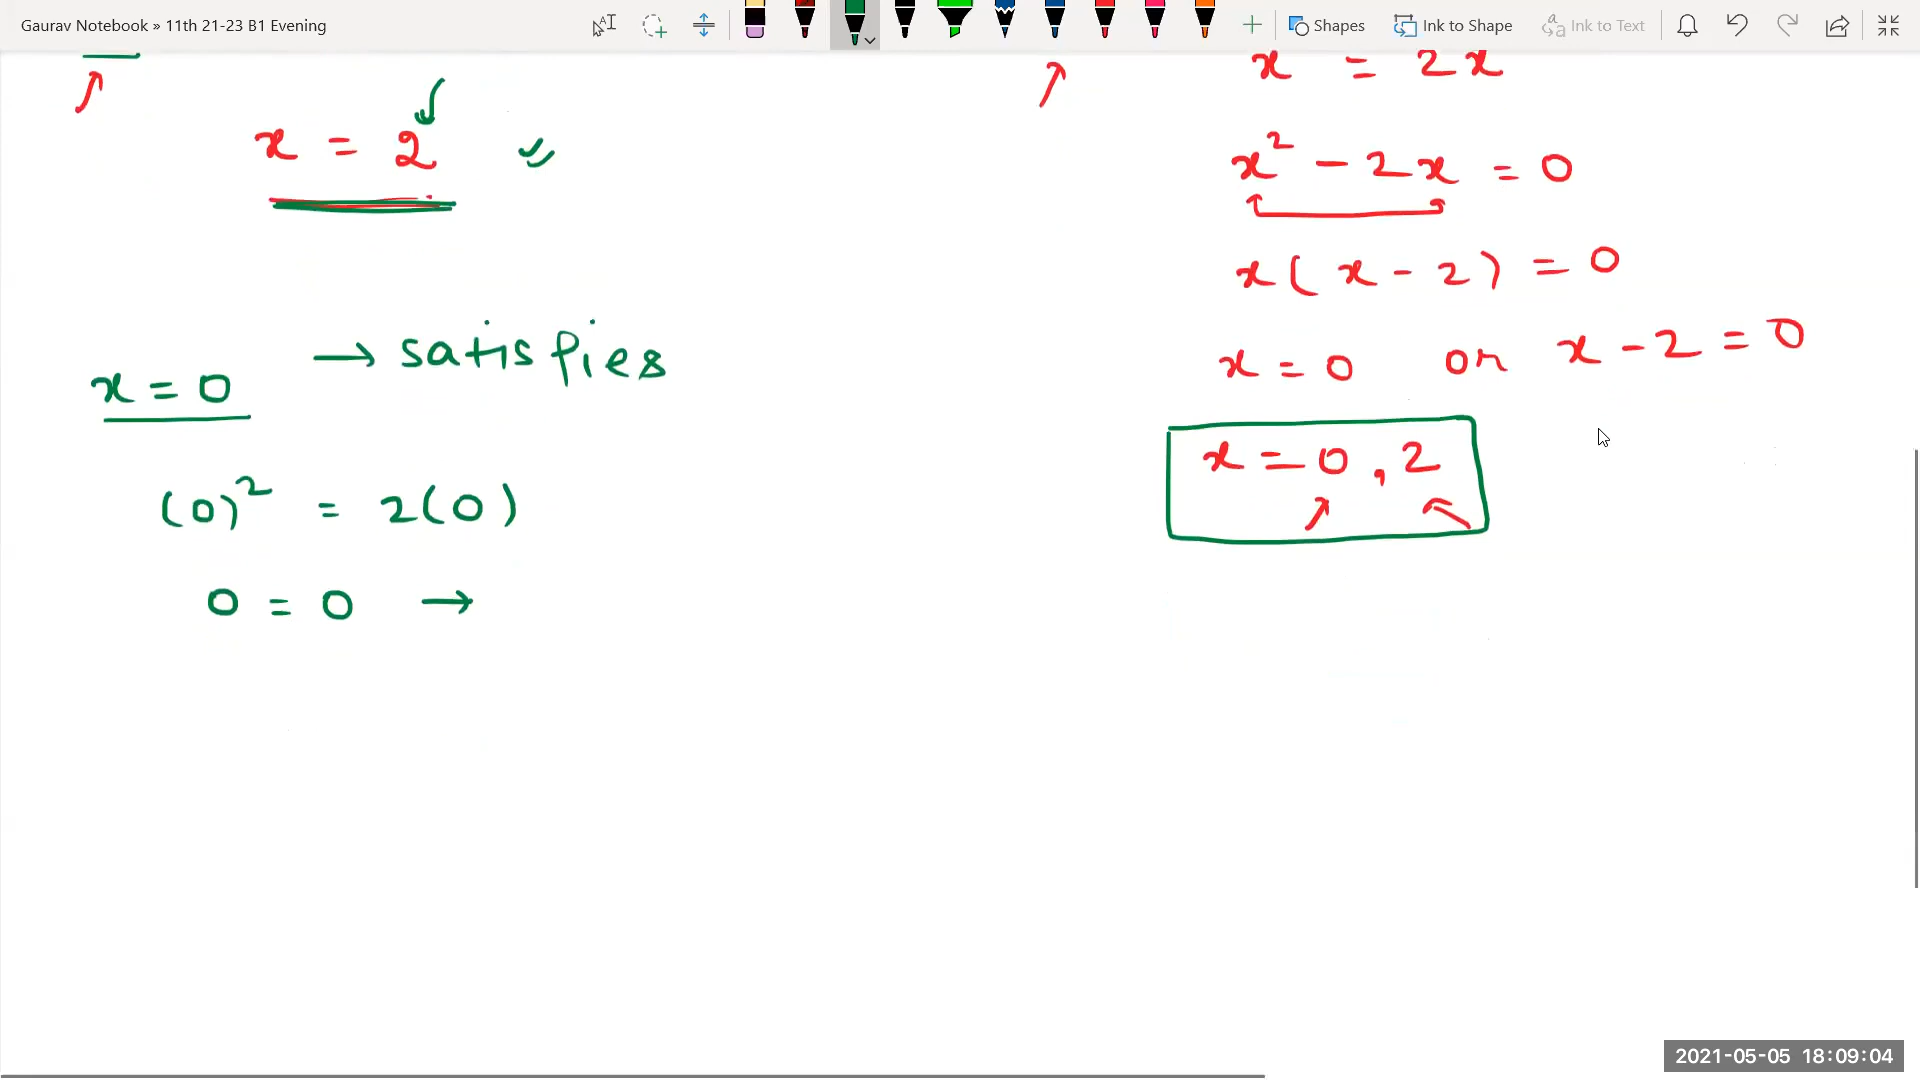 Gaurav Notebook » 11th 21-23 B1 Evening
Shapes
Ink to Shape
Ink to Text
x = 2
x = 0 → satisfies
(0)² = 2(0)
0 = 0 →
x = 2x
x² - 2x = 0
x(x - 2) = 0
x = 0 or x - 2 = 0
x = 0, 2
2021-05-05 18:09:04